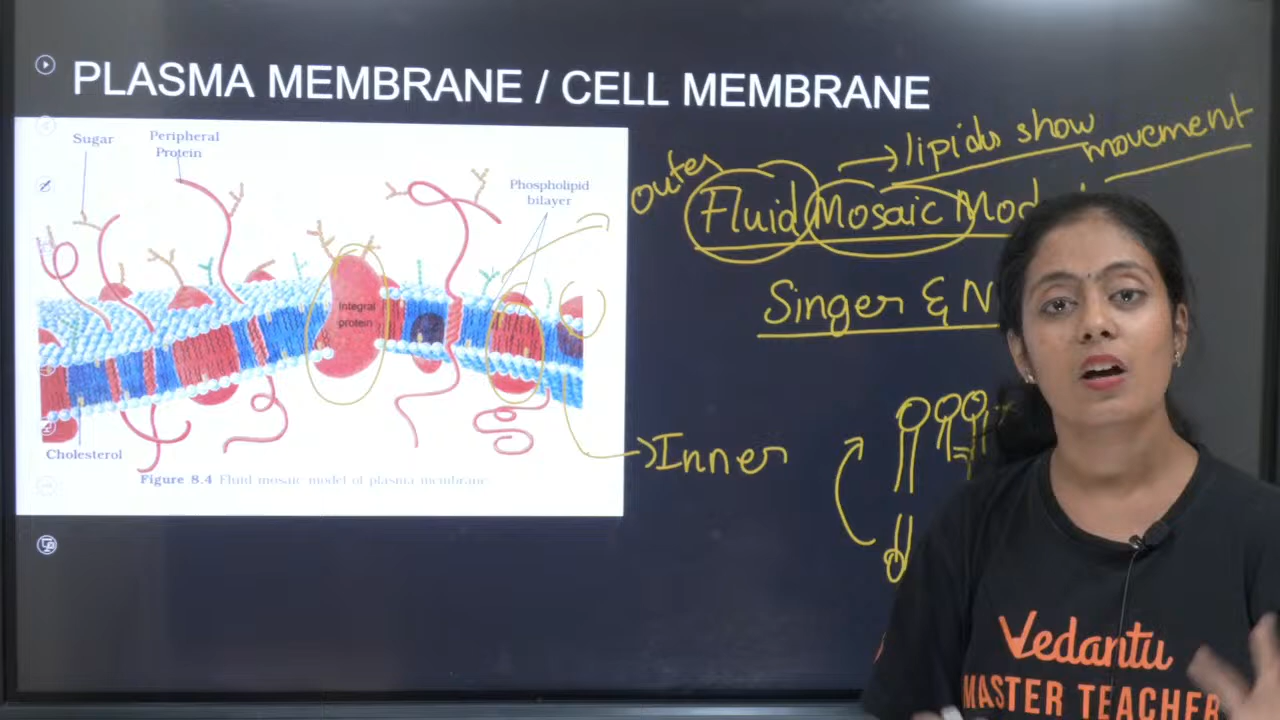 PLASMA MEMBRANE / CELL MEMBRANE
Sugar
Peripheral
Protein
Phospholipid
bilayer
Integral
protein
Cholesterol
Figure 8.4 Fluid mosaic model of plasma membrane
outer
lipids show
movement
Fluid Mosaic Mod
Singer & N
Inner
Vedantu
MASTER TEACHER